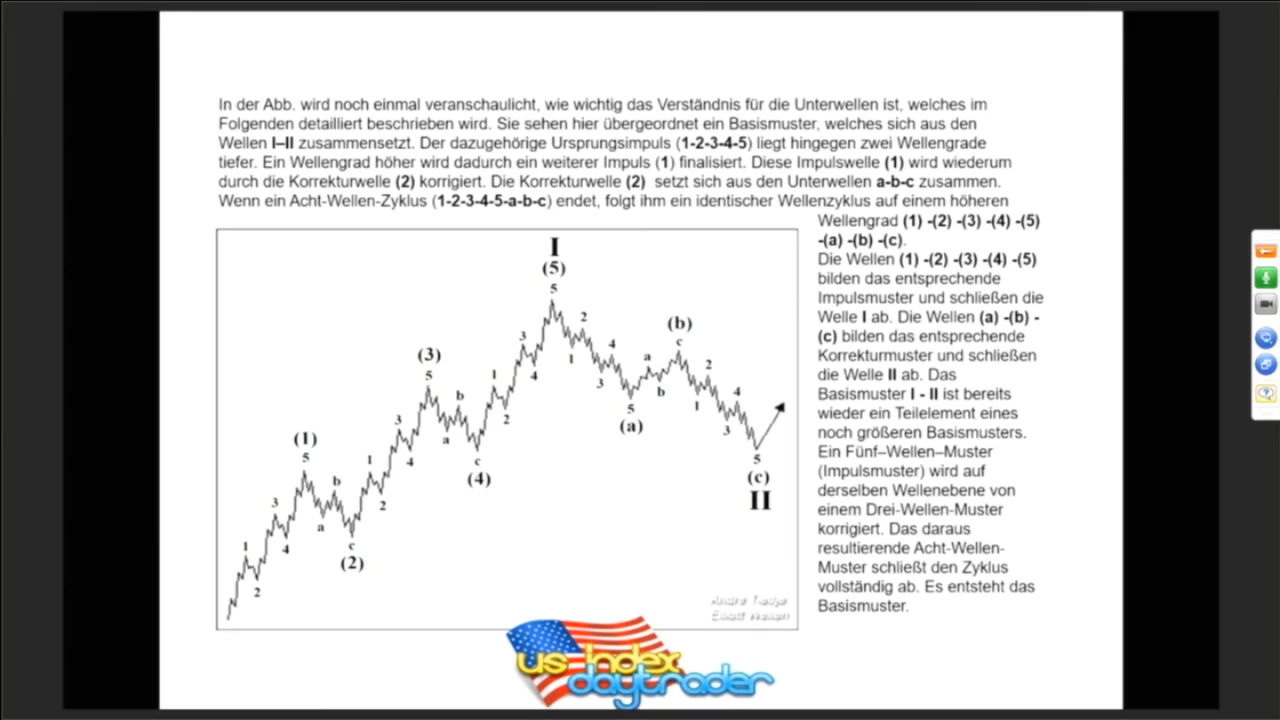 In der Abb. wird noch einmal veranschaulicht, wie wichtig das Verständnis für die Unterwellen ist, welches im
Folgenden detailliert beschrieben wird. Sie sehen hier übergeordnet ein Basismuster, welches sich aus den
Wellen I–II zusammensetzt. Der dazugehörige Ursprungsimpuls (1-2-3-4-5) liegt hingegen zwei Wellengrade
tiefer. Ein Wellengrad höher wird dadurch ein weiterer Impuls (1) finalisiert. Diese Impulswelle (1) wird wiederum
durch die Korrekturwelle (2) korrigiert. Die Korrekturwelle (2) setzt sich aus den Unterwellen a-b-c zusammen.
Wenn ein Acht-Wellen-Zyklus (1-2-3-4-5-a-b-c) endet, folgt ihm ein identischer Wellenzyklus auf einem höheren
Wellengrad (1) -(2) -(3) -(4) -(5)
-(a) -(b) -(c).
Die Wellen (1) -(2) -(3) -(4) -(5)
bilden das entsprechende
Impulsmuster und schließen die
Welle I ab. Die Wellen (a) -(b) -
(c) bilden das entsprechende
Korrekturmuster und schließen
die Welle II ab. Das
Basismuster I - II ist bereits
wieder ein Teilelement eines
noch größeren Basismusters.
Ein Fünf–Wellen–Muster
(Impulsmuster) wird auf
derselben Wellenebene von
einem Drei-Wellen-Muster
korrigiert. Das daraus
resultierende Acht-Wellen-
Muster schließt den Zyklus
vollständig ab. Es entsteht das
Basismuster.
I
(5)
5
2
(b)
c
3
4
a
2
(3)
5
1
4
1
3
b
4
b
2
5
(a)
1
3
(1)
5
3
a
c
(4)
5
(c)
II
b
1
4
2
3
a
c
(2)
1
4
2
Elliott Wellen
us index
daytrader